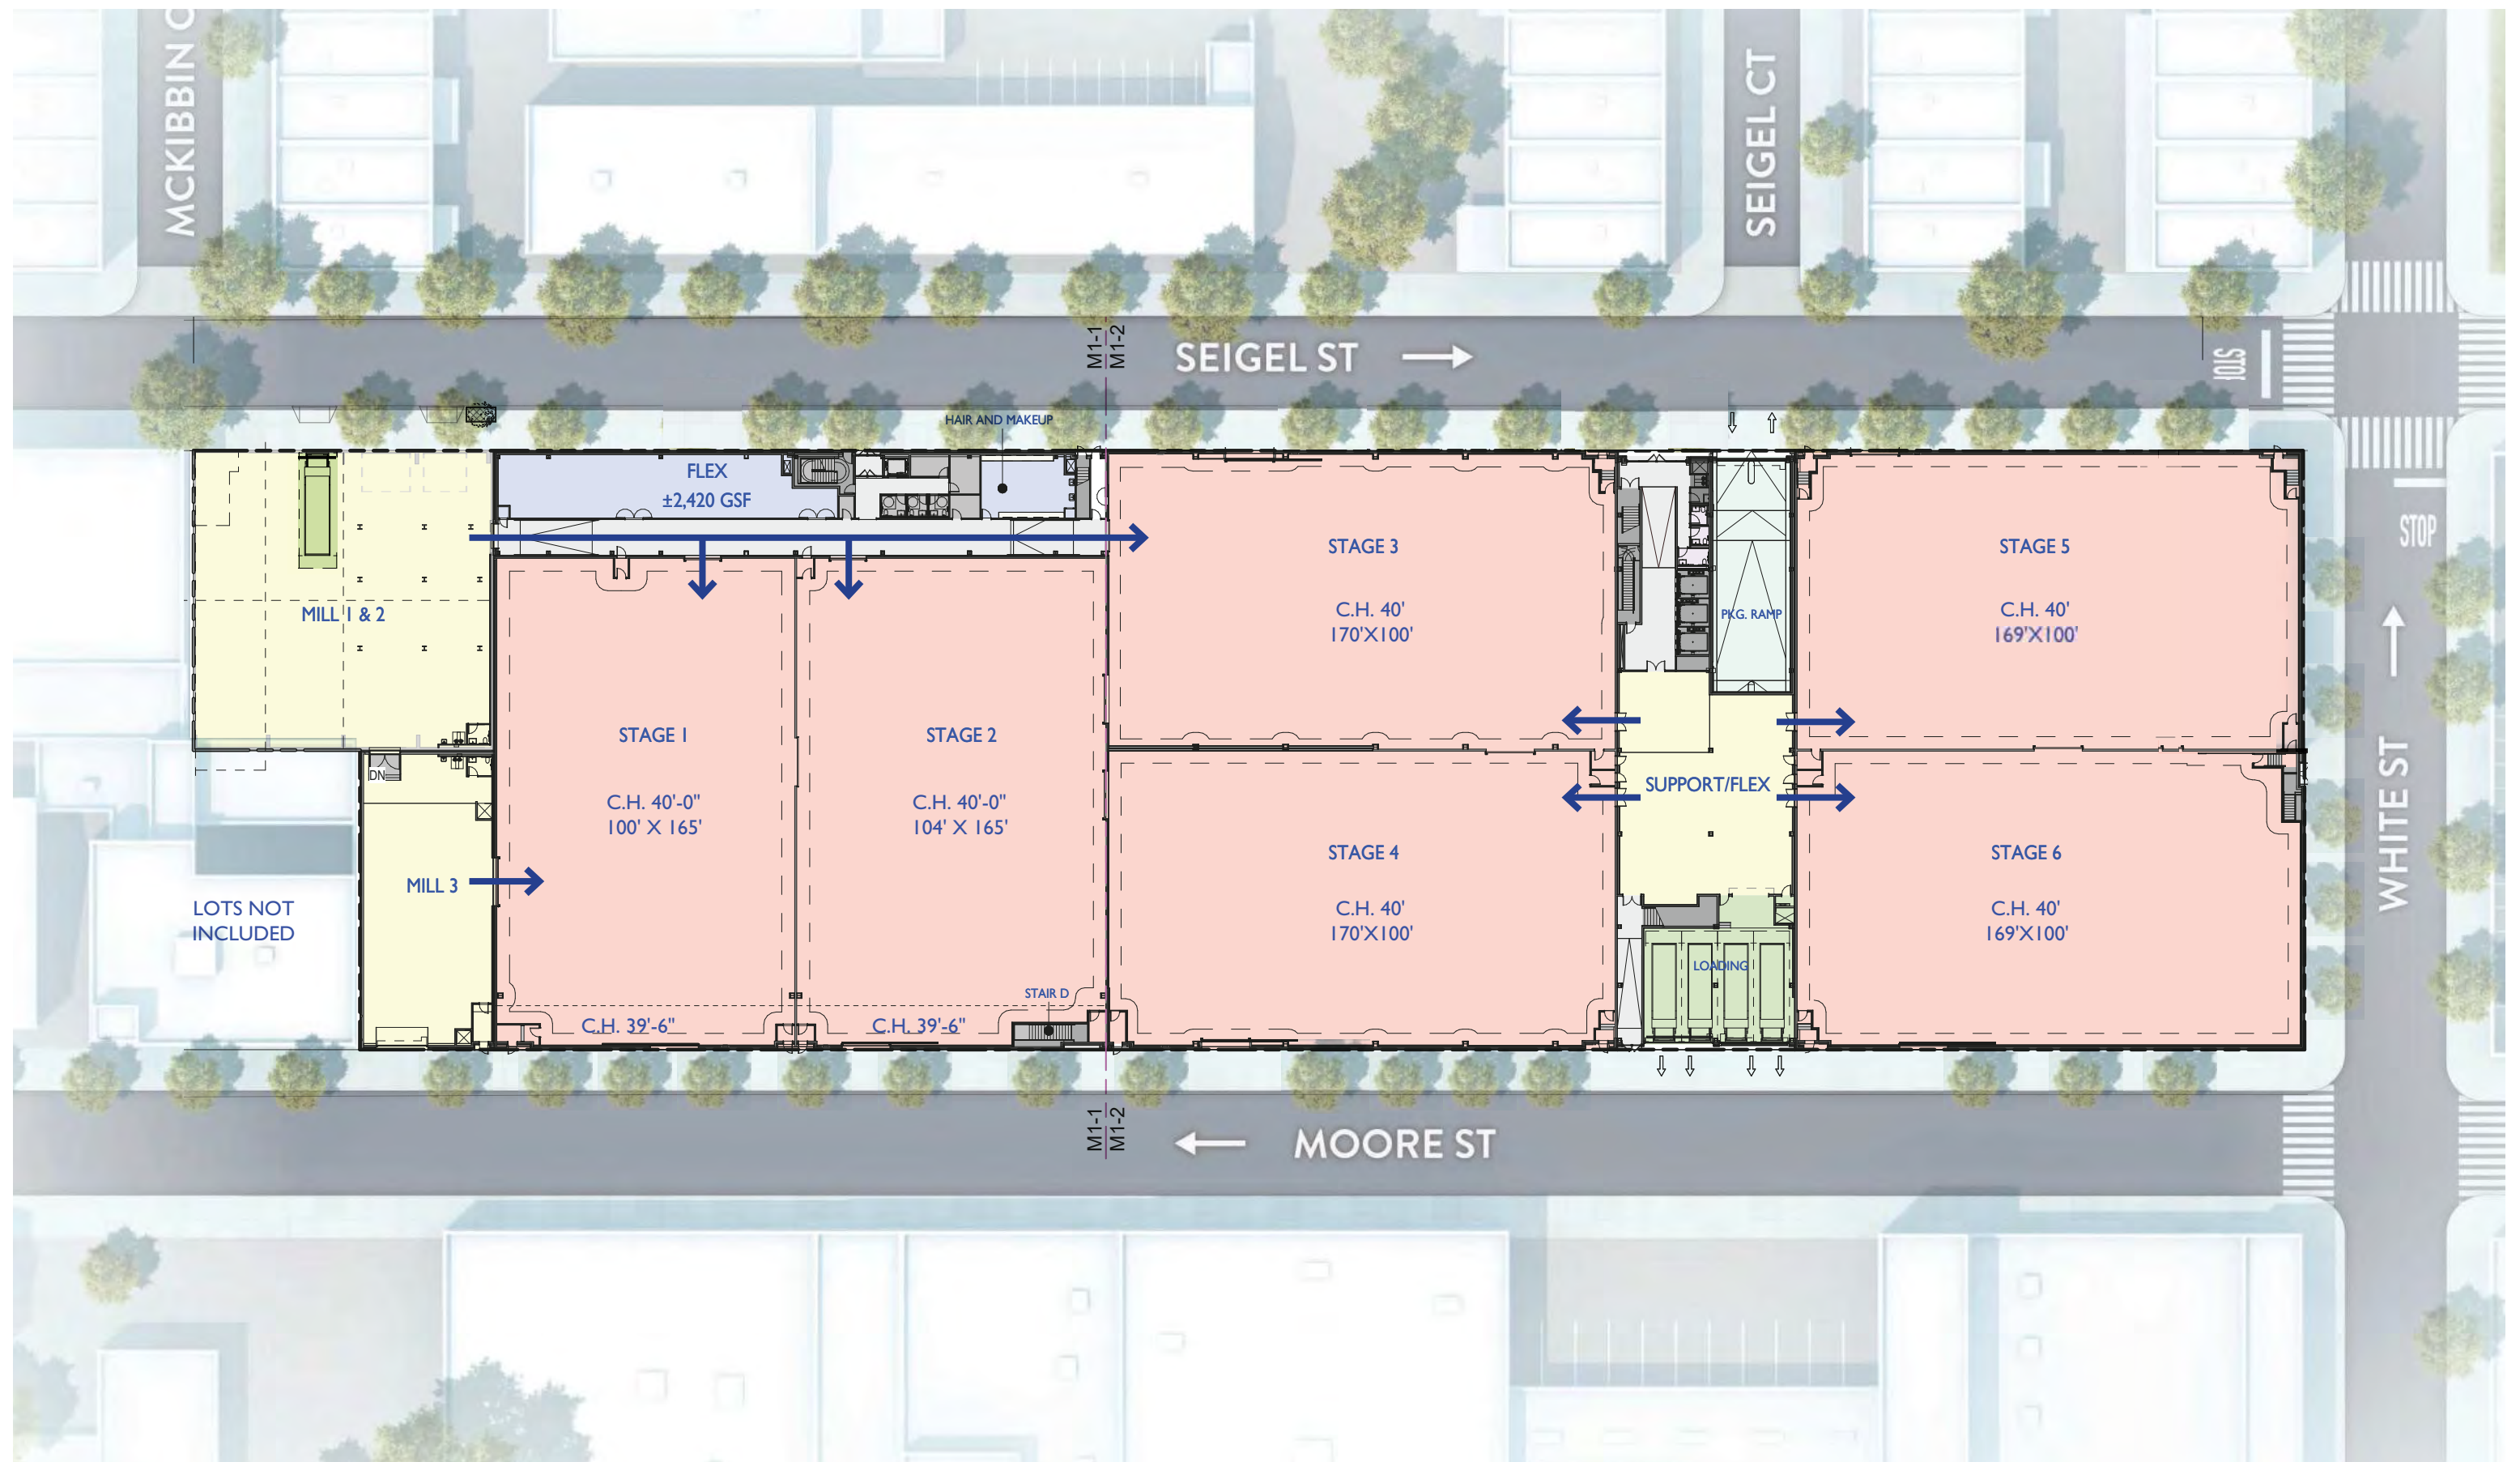 MCKIBBIN C
SEIGEL CT
M1-1
M1-2
SEIGEL ST
STOP
HAIR AND MAKEUP
FLEX
±2,420 GSF
STOP
STAGE 3
C.H. 40'
170'X100'
STAGE 5
C.H. 40'
169'X100'
MILL 1 & 2
PKG. RAMP
STAGE 1
C.H. 40'-0"
100' X 165'
STAGE 2
C.H. 40'-0"
104' X 165'
DN
SUPPORT/FLEX
WHITE ST
MILL 3
STAGE 4
C.H. 40'
170'X100'
STAGE 6
C.H. 40'
169'X100'
LOTS NOT
INCLUDED
LOADING
STAIR D
C.H. 39'-6"
C.H. 39'-6"
M1-1
M1-2
MOORE ST